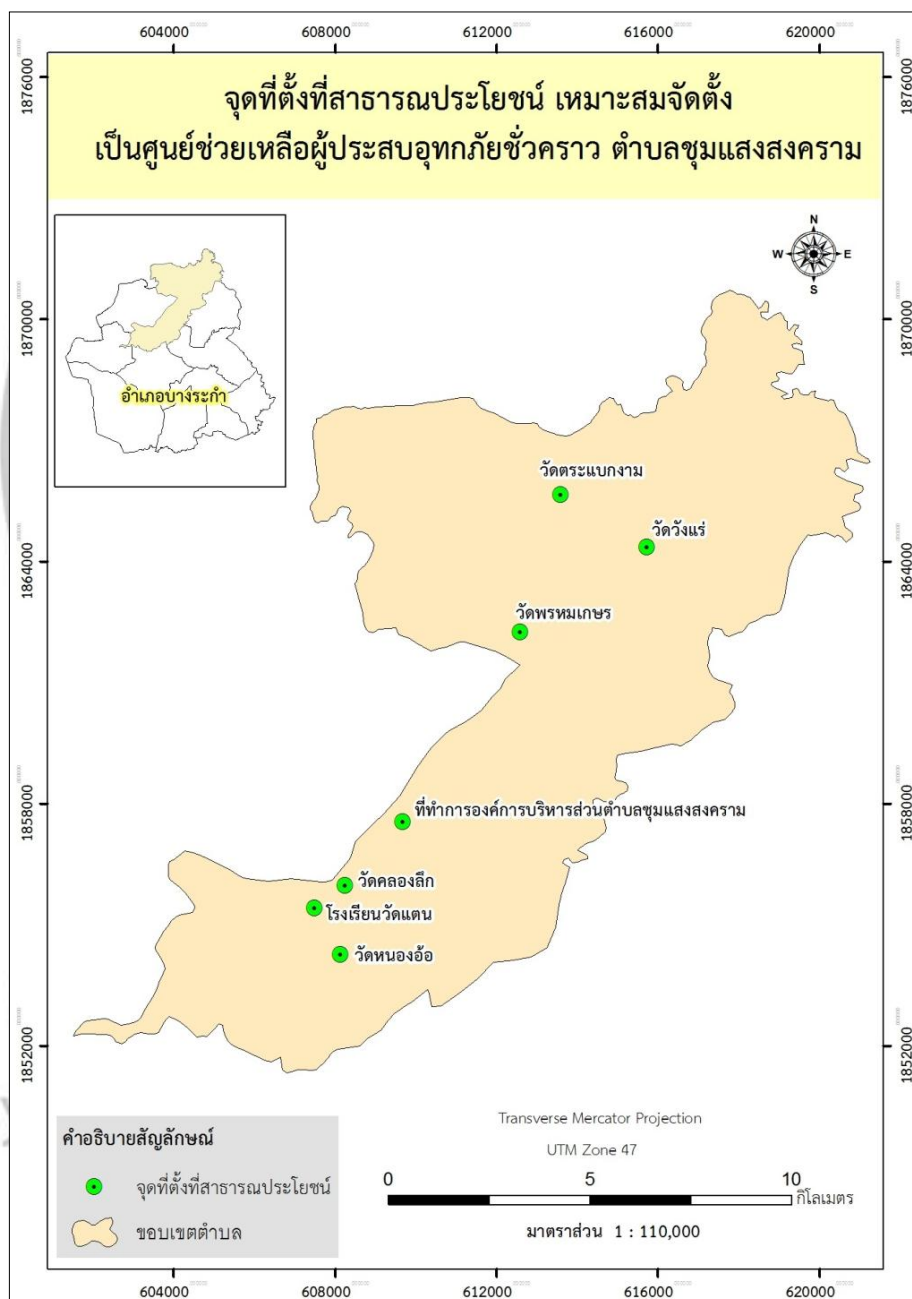 604000 608000 612000 616000 620000
1876000 1876000
จุดที่ตั้งที่สาธารณประโยชน์ เหมาะสมจัดตั้ง
เป็นศูนย์ช่วยเหลือผู้ประสบอุทกภัยชั่วคราว ตำบลชุมแสงสงคราม
N
W E
S
อำเภอบางระกำ
1870000 1870000
วัดตระแบกงาม
วัดวังแร่
1864000 1864000
วัดพรหมเกษร
1858000 1858000
ที่ทำการองค์การบริหารส่วนตำบลชุมแสงสงคราม
วัดคลองลึก
โรงเรียนวัดแตน
วัดหนองอ้อ
1852000 1852000
คำอธิบายสัญลักษณ์
จุดที่ตั้งที่สาธารณประโยชน์
ขอบเขตตำบล
Transverse Mercator Projection
UTM Zone 47
0 5 10
กิโลเมตร
มาตราส่วน 1 : 110,000
604000 608000 612000 616000 620000